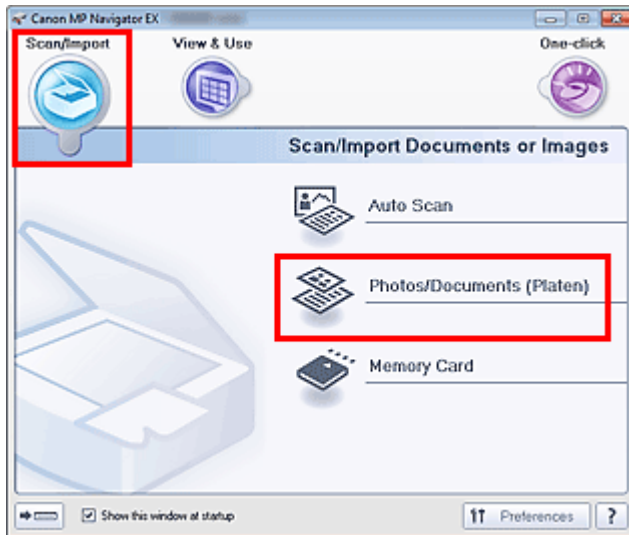 Canon MP Navigator EX
Scan/Import View & Use One-click
Scan/Import Documents or Images
Auto Scan
Photos/Documents (Platen)
Memory Card
Show this window at startup Preferences ?